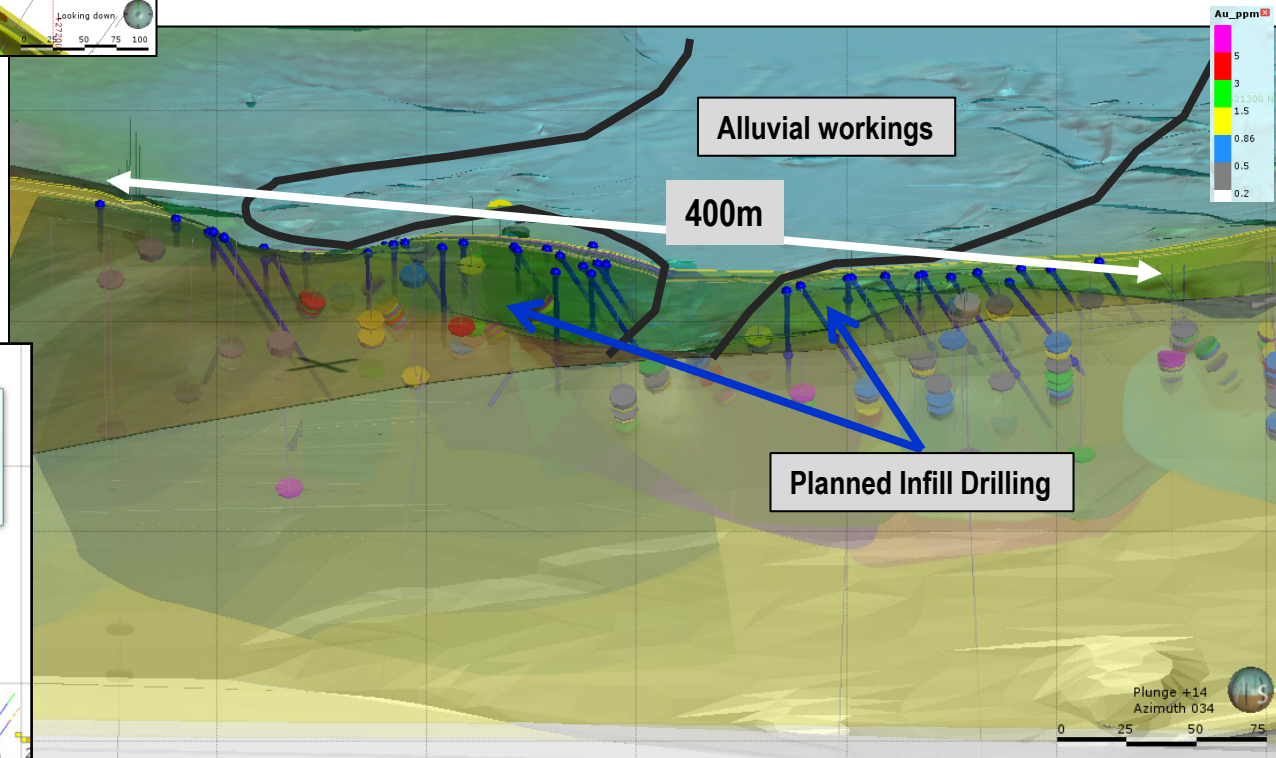 Looking down
0 25 50 75 100
Au_ppm
5
3
1.5
0.86
0.5
0.2
21300 N
Alluvial workings
400m
Planned Infill Drilling
Plunge +14
Azimuth 034
S
0 25 50 75